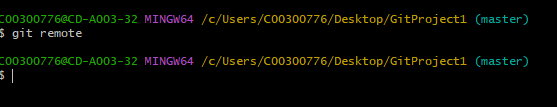 C00300776@CD-A003-32 MINGW64 /c/Users/C00300776/Desktop/GitProject1 (master)
$ git remote
C00300776@CD-A003-32 MINGW64 /c/Users/C00300776/Desktop/GitProject1 (master)
$